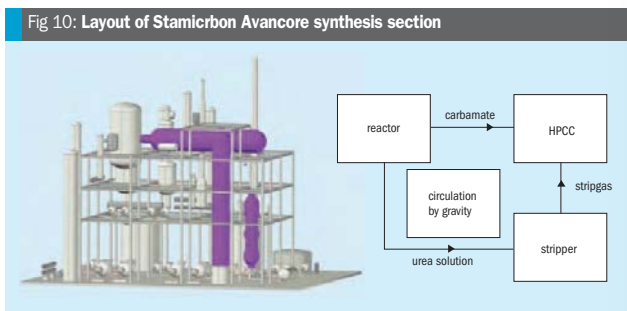 Fig 10: Layout of Stamicrbon Avancore synthesis section
reactor
carbamate
HPCC
circulation
by gravity
stripgas
urea solution
stripper